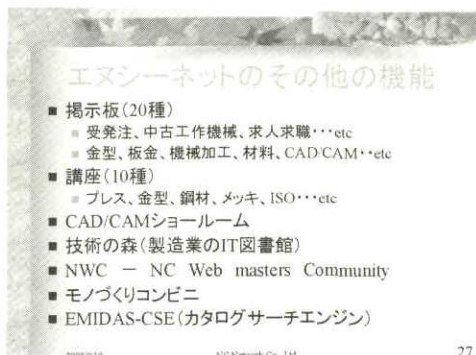 エヌシーネットのその他の機能
■ 掲示板(20種)
■ 受発注、中古工作機械、求人求職・・・etc
■ 金型、板金、機械加工、材料、CAD/CAM・・etc
■ 講座(10種)
■ プレス、金型、鋼材、メッキ、ISO・・・etc
■ CAD/CAMショールーム
■ 技術の森(製造業のIT図書館)
■ NWC － NC Web masters Community
■ モノづくりコンビニ
■ EMIDAS-CSE(カタログサーチエンジン)
NC Network Co., Ltd.
27